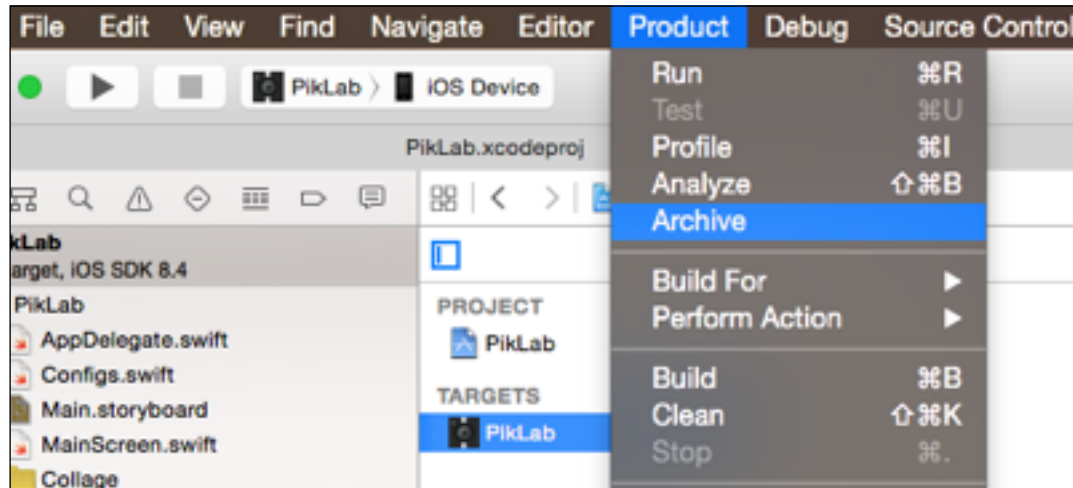 File Edit View Find Navigate Editor Product Debug Source Control
PikLab iOS Device
PikLab.xcodeproj
kLab
arget, iOS SDK 8.4
PikLab
AppDelegate.swift
Configs.swift
Main.storyboard
MainScreen.swift
Collage
PROJECT
PikLab
TARGETS
PikLab
Run ⌘R
Test ⌘U
Profile ⌘I
Analyze ⇧⌘B
Archive
Build For
Perform Action
Build ⌘B
Clean ⇧⌘K
Stop ⌘.